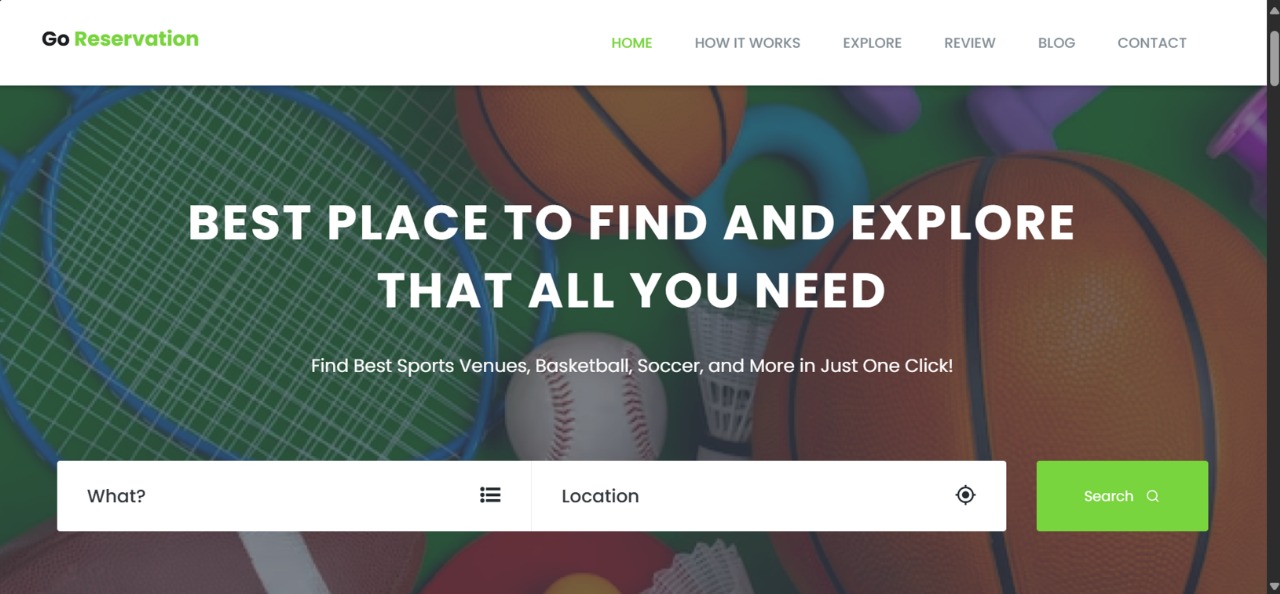 Go Reservation
HOME
HOW IT WORKS
EXPLORE
REVIEW
BLOG
CONTACT
BEST PLACE TO FIND AND EXPLORE
THAT ALL YOU NEED
Find Best Sports Venues, Basketball, Soccer, and More in Just One Click!
What?
Location
Search